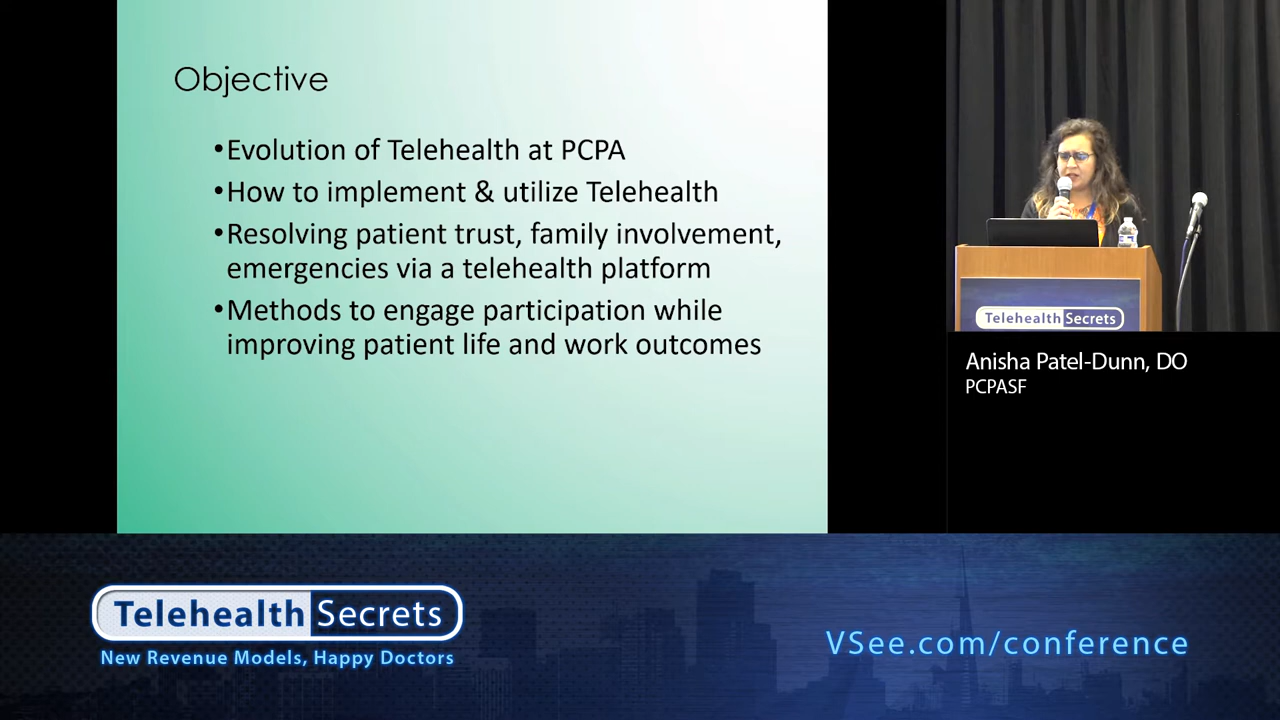 Objective
•Evolution of Telehealth at PCPA
•How to implement & utilize Telehealth
•Resolving patient trust, family involvement,
emergencies via a telehealth platform
•Methods to engage participation while
improving patient life and work outcomes
Telehealth Secrets
Anisha Patel-Dunn, DO
PCPASF
Telehealth Secrets
New Revenue Models, Happy Doctors
VSee.com/conference